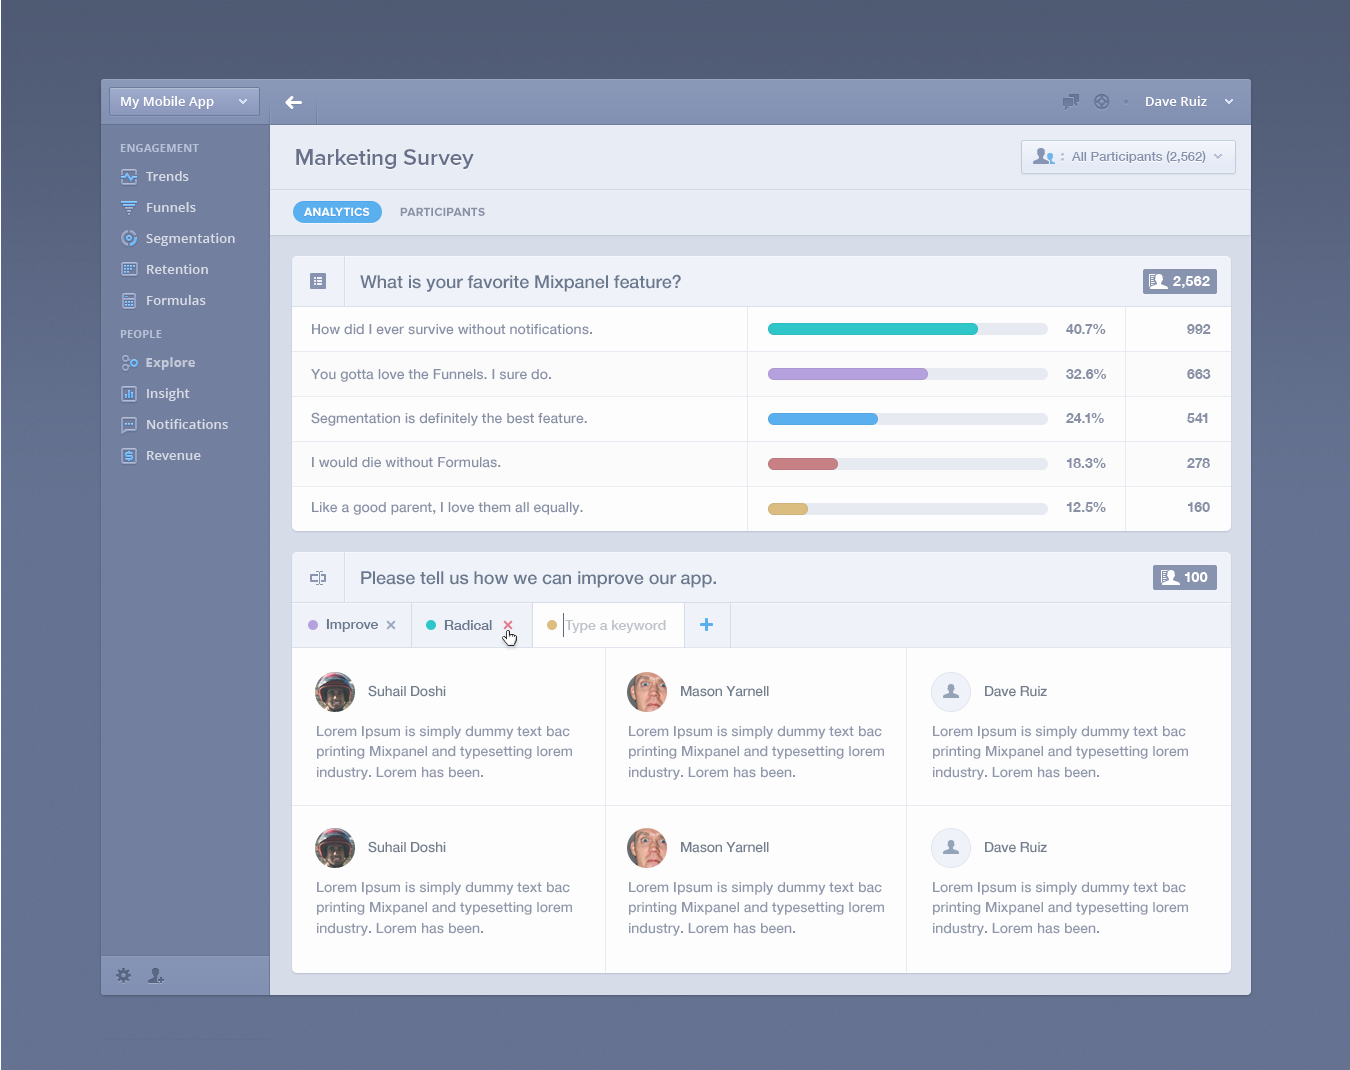 My Mobile App
Dave Ruiz
ENGAGEMENT
Trends
Funnels
Segmentation
Retention
Formulas
PEOPLE
Explore
Insight
Notifications
Revenue
Marketing Survey
: All Participants (2,562)
ANALYTICS PARTICIPANTS
What is your favorite Mixpanel feature? 2,562
How did I ever survive without notifications. 40.7% 992
You gotta love the Funnels. I sure do. 32.6% 663
Segmentation is definitely the best feature. 24.1% 541
I would die without Formulas. 18.3% 278
Like a good parent, I love them all equally. 12.5% 160
Please tell us how we can improve our app. 100
Improve × Radical × Type a keyword +
Suhail Doshi
Lorem Ipsum is simply dummy text bac
printing Mixpanel and typesetting lorem
industry. Lorem has been.
Mason Yarnell
Lorem Ipsum is simply dummy text bac
printing Mixpanel and typesetting lorem
industry. Lorem has been.
Dave Ruiz
Lorem Ipsum is simply dummy text bac
printing Mixpanel and typesetting lorem
industry. Lorem has been.
Suhail Doshi
Lorem Ipsum is simply dummy text bac
printing Mixpanel and typesetting lorem
industry. Lorem has been.
Mason Yarnell
Lorem Ipsum is simply dummy text bac
printing Mixpanel and typesetting lorem
industry. Lorem has been.
Dave Ruiz
Lorem Ipsum is simply dummy text bac
printing Mixpanel and typesetting lorem
industry. Lorem has been.